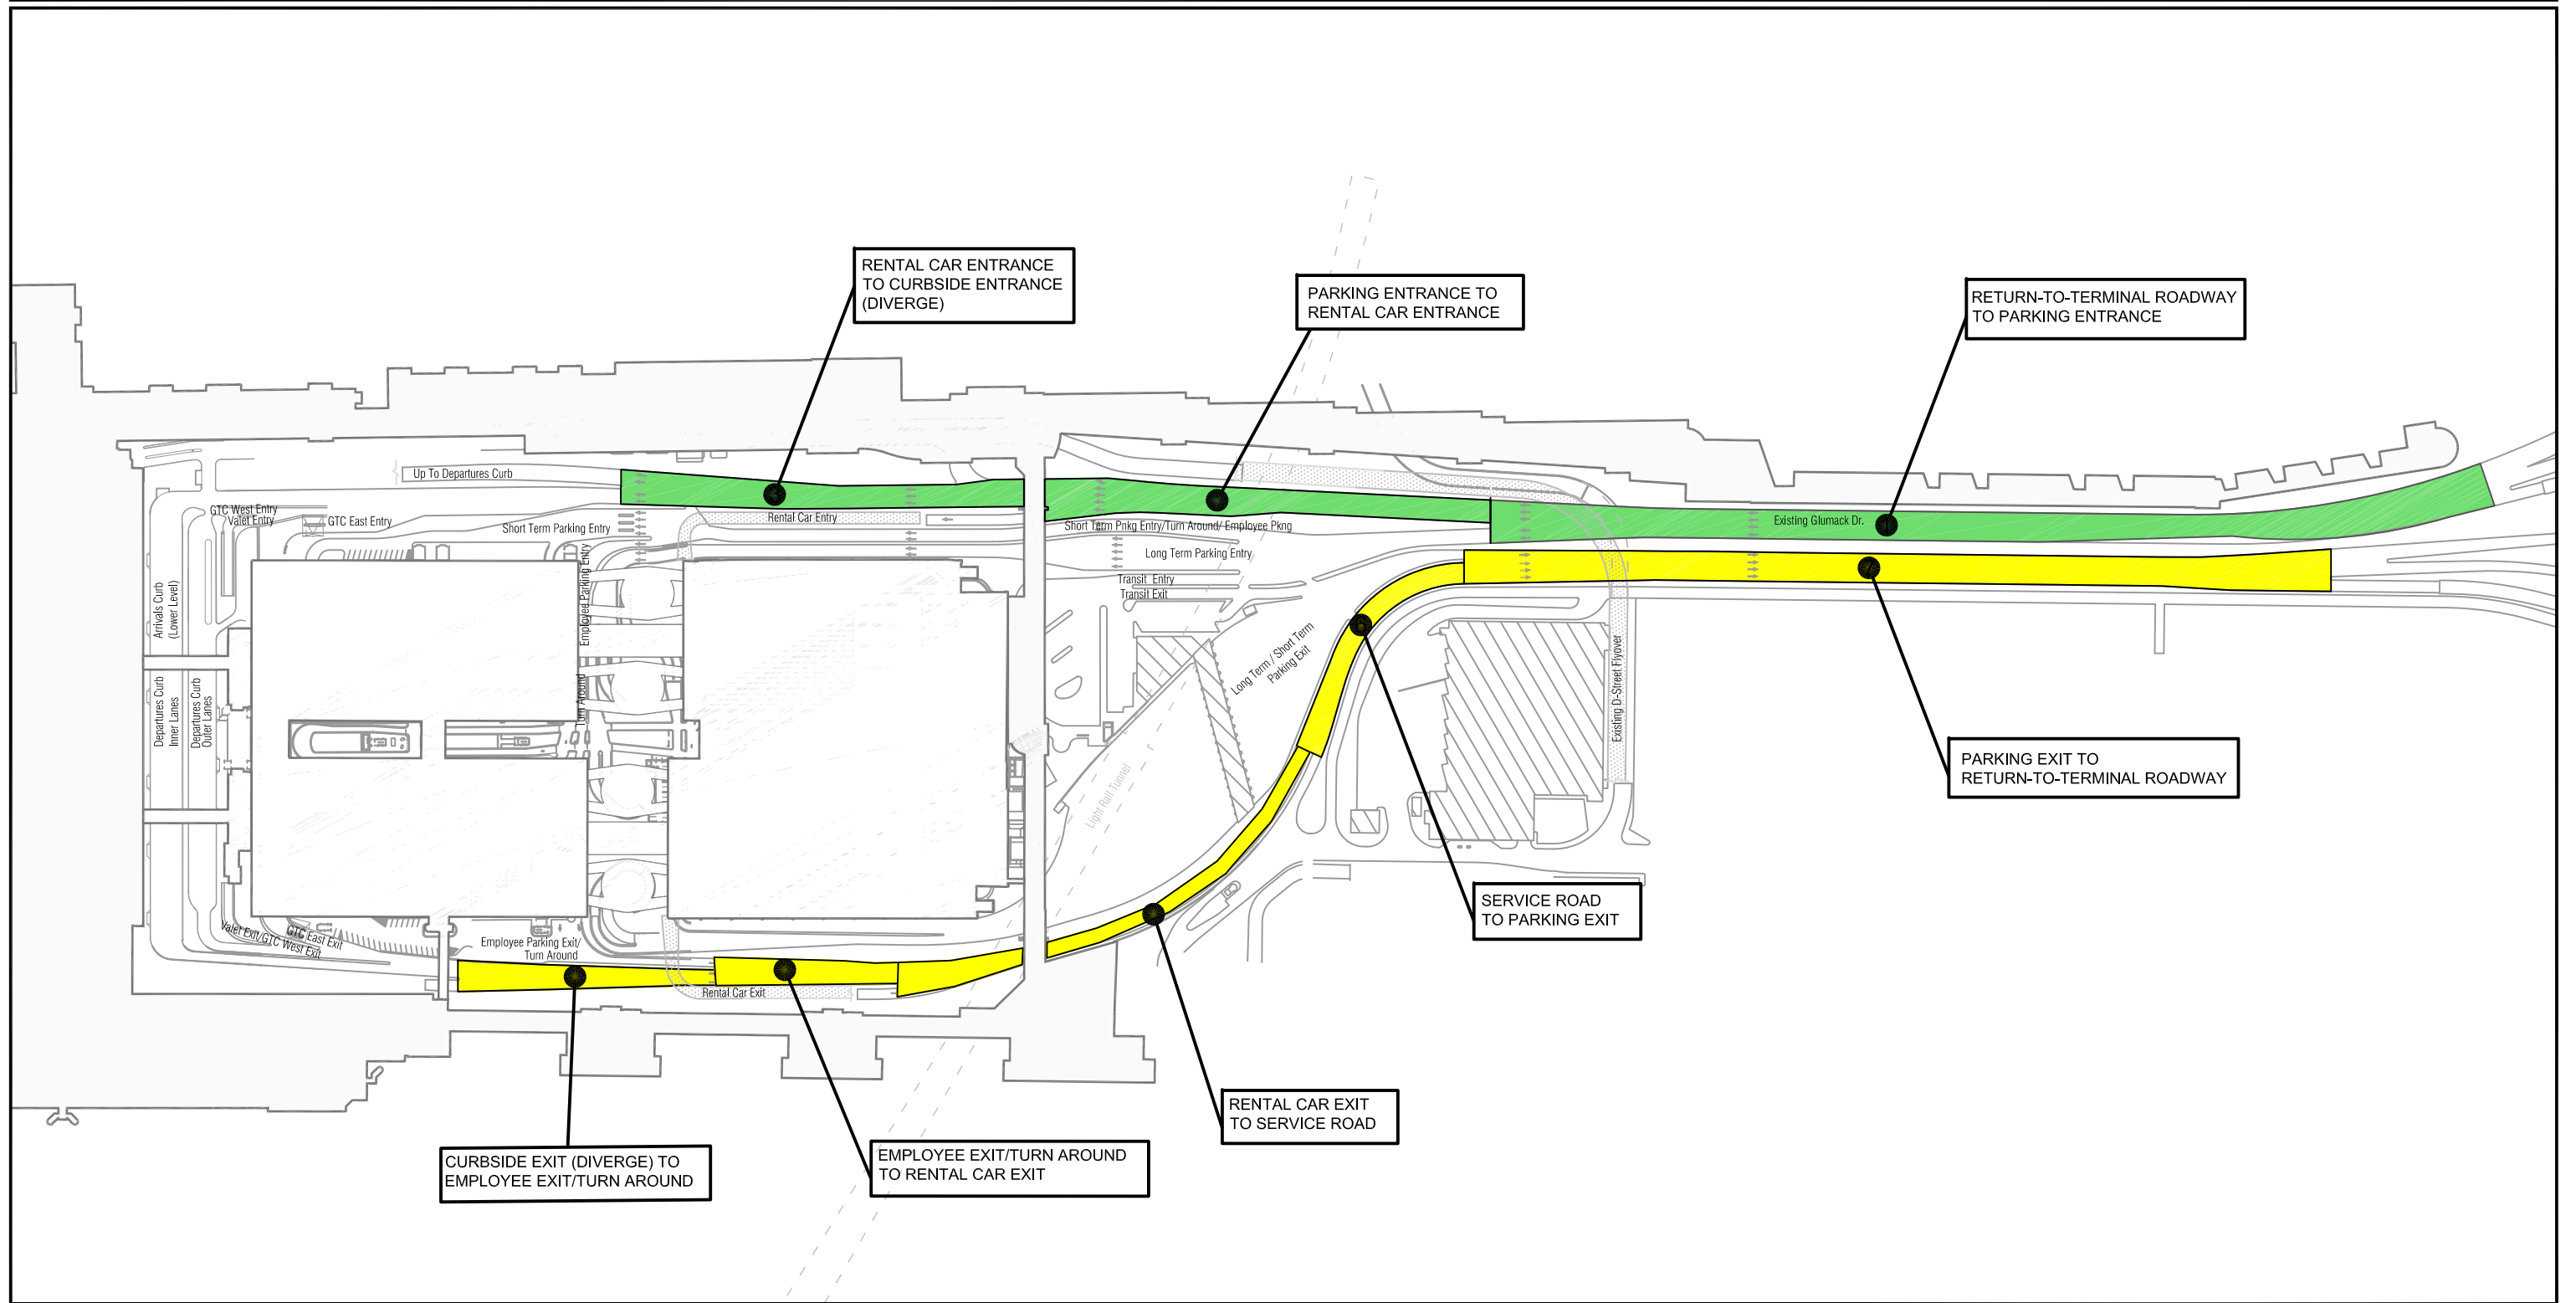 RENTAL CAR ENTRANCE
TO CURBSIDE ENTRANCE
(DIVERGE)
PARKING ENTRANCE TO
RENTAL CAR ENTRANCE
RETURN-TO-TERMINAL ROADWAY
TO PARKING ENTRANCE
Up To Departures Curb
GTC West Entry
Valet Entry
GTC East Entry
Short Term Parking Entry
Rental Car Entry
Short Term Pnkg Entry/Turn Around/ Employee Pkng
Existing Glumack Dr.
Long Term Parking Entry
Transit Entry
Transit Exit
Employee Parking Entry
Turn Around
Arrivals Curb
(Lower Level)
Departures Curb
Inner Lanes
Departures Curb
Outer Lanes
Long Term / Short Term
Parking Exit
Existing D-Street Flyover
Light Rail Tunnel
PARKING EXIT TO
RETURN-TO-TERMINAL ROADWAY
SERVICE ROAD
TO PARKING EXIT
Valet Exit/GTC West Exit
GTC East Exit
Employee Parking Exit/
Turn Around
Rental Car Exit
RENTAL CAR EXIT
TO SERVICE ROAD
CURBSIDE EXIT (DIVERGE) TO
EMPLOYEE EXIT/TURN AROUND
EMPLOYEE EXIT/TURN AROUND
TO RENTAL CAR EXIT